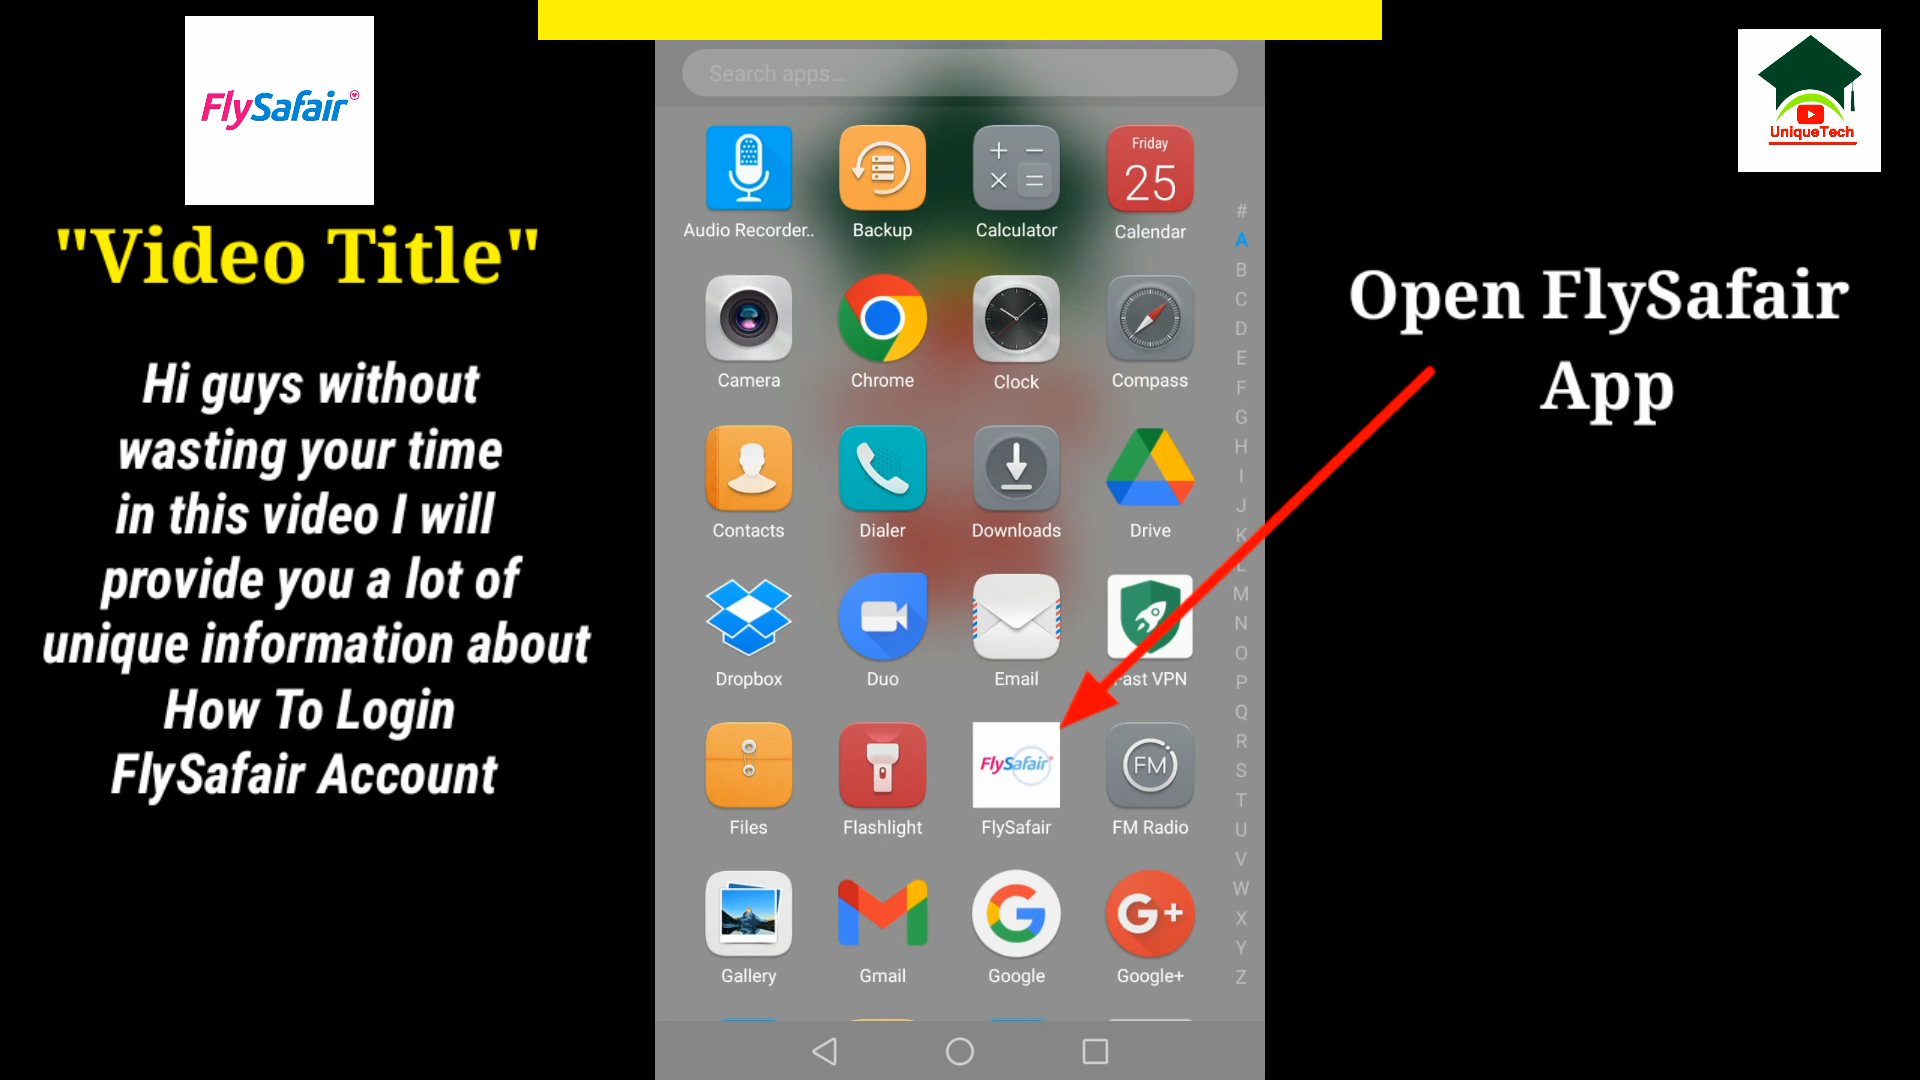 FlySafair
"Video Title"
Hi guys without
wasting your time
in this video I will
provide you a lot of
unique information about
How To Login
FlySafair Account
Search apps...
Friday
25
Audio Recorder..
Backup
Calculator
Calendar
Camera
Chrome
Clock
Compass
Contacts
Dialer
Downloads
Drive
Dropbox
Duo
Email
Fast VPN
FlySafair
FM
Files
Flashlight
FlySafair
FM Radio
G
G+
Gallery
Gmail
Google
Google+
#
A
B
C
D
E
F
G
H
I
J
K
L
M
N
O
P
Q
R
S
T
U
V
W
X
Y
Z
UniqueTech
Open FlySafair
App